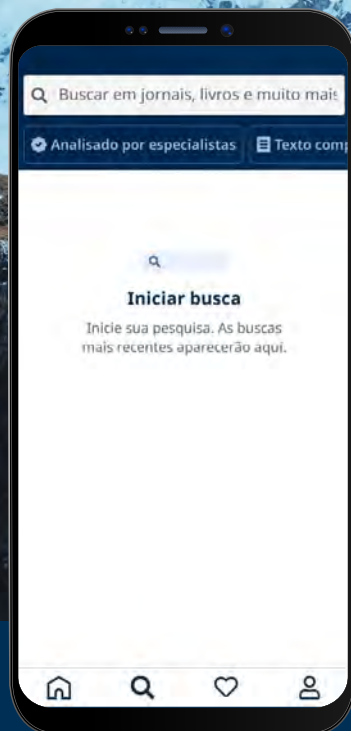 Buscar em jornais, livros e muito mais
Analisado por especialistas
Texto comp
Iniciar busca
Inicie sua pesquisa. As buscas
mais recentes aparecerão aqui.